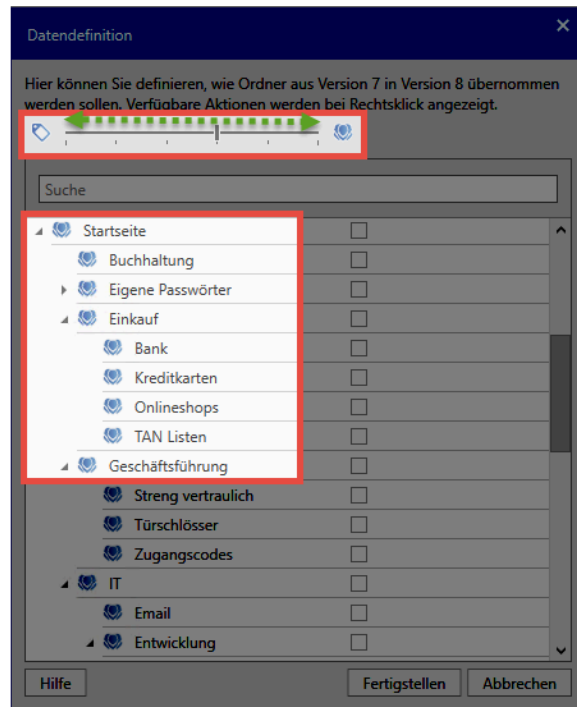 Datendefinition
Hier können Sie definieren, wie Ordner aus Version 7 in Version 8 übernommen
werden sollen. Verfügbare Aktionen werden bei Rechtsklick angezeigt.
Suche
Startseite
Buchhaltung
Eigene Passwörter
Einkauf
Bank
Kreditkarten
Onlineshops
TAN Listen
Geschäftsführung
Streng vertraulich
Türschlösser
Zugangscodes
IT
Email
Entwicklung
Hilfe Fertigstellen Abbrechen